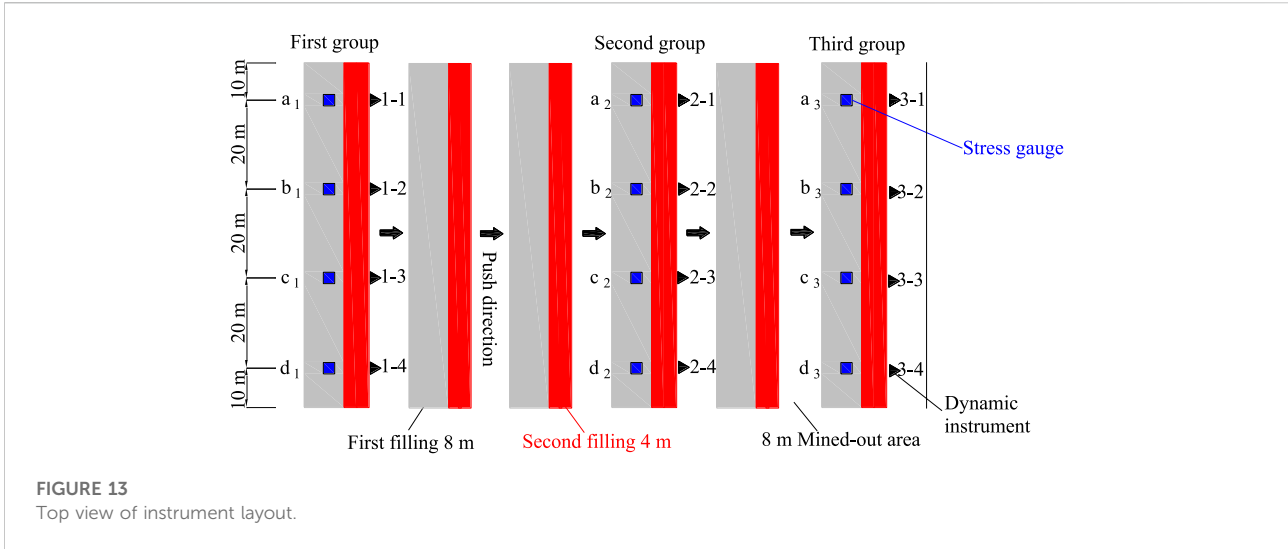 First group
Second group
Third group
10 m
20 m
20 m
20 m
10 m
a 1
1-1
a 2
2-1
a 3
3-1
Stress gauge
b 1
1-2
b 2
2-2
b 3
3-2
Push direction
c 1
1-3
c 2
2-3
c 3
3-3
d 1
1-4
d 2
2-4
d 3
3-4
Dynamic
instrument
First filling 8 m
Second filling 4 m
8 m Mined-out area
FIGURE 13
Top view of instrument layout.